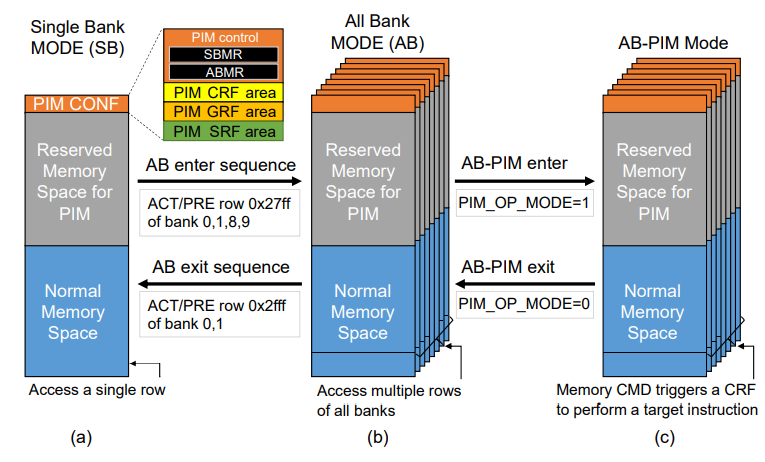 Single Bank
MODE (SB)
PIM control
SBMR
ABMR
PIM CRF area
PIM GRF area
PIM SRF area
PIM CONF
Reserved
Memory
Space for
PIM
Normal
Memory
Space
Access a single row
(a)
AB enter sequence
ACT/PRE row 0x27ff
of bank 0,1,8,9
AB exit sequence
ACT/PRE row 0x2fff
of bank 0,1
All Bank
MODE (AB)
Reserved
Memory
Space for
PIM
Normal
Memory
Space
Access multiple rows
of all banks
(b)
AB-PIM enter
PIM_OP_MODE=1
AB-PIM exit
PIM_OP_MODE=0
AB-PIM Mode
Reserved
Memory
Space for
PIM
Normal
Memory
Space
Memory CMD triggers a CRF
to perform a target instruction
(c)